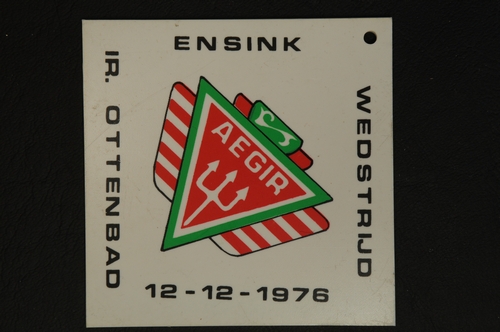 ENSINK
WEDSTRIJD
IR. OTTENBAD
AEGIR
12-12-1976